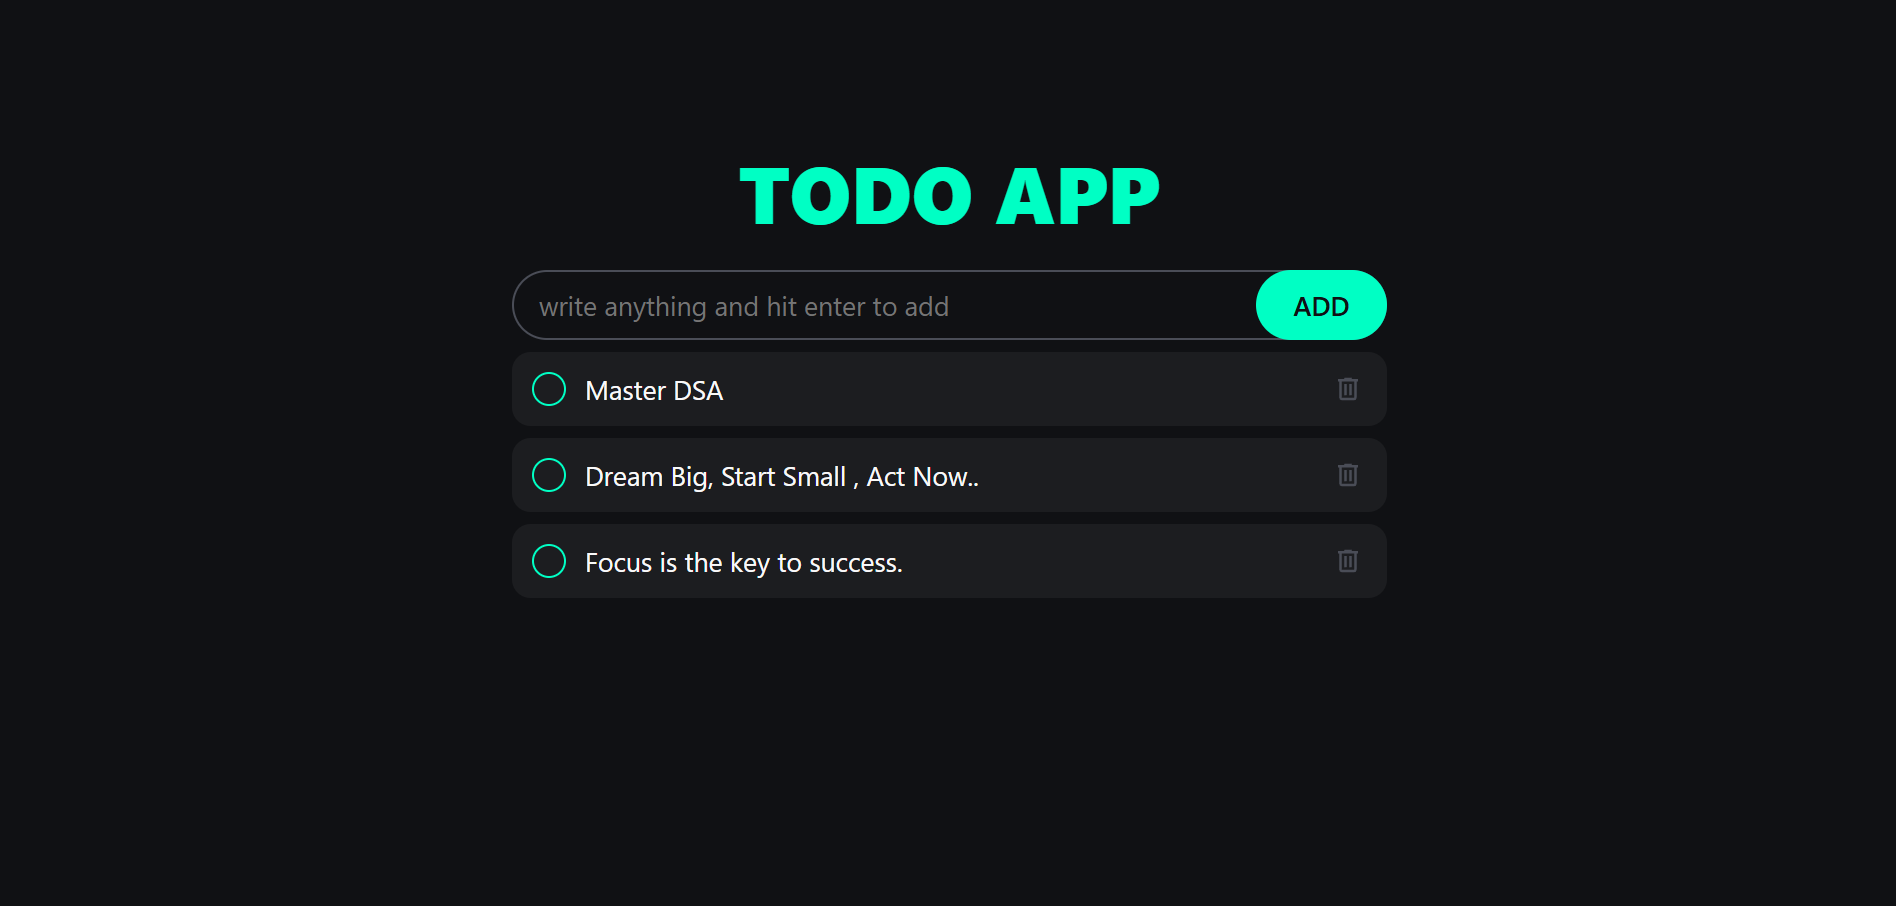 TODO APP
write anything and hit enter to add
ADD
Master DSA
Dream Big, Start Small , Act Now..
Focus is the key to success.